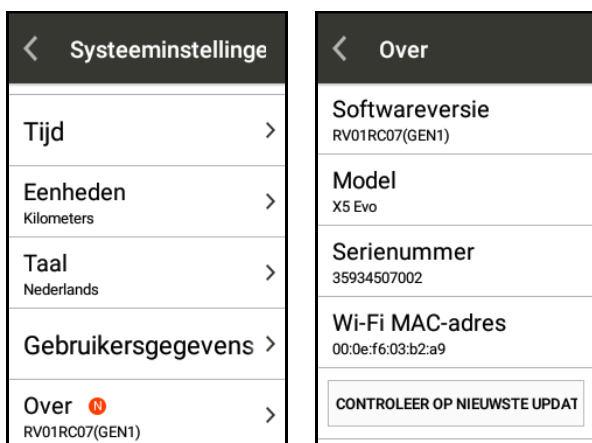 Systeeminstellinge
Tijd
Eenheden
Kilometers
Taal
Nederlands
Gebruikersgegevens
Over N
RV01RC07(GEN1)
Over
Softwareversie
RV01RC07(GEN1)
Model
X5 Evo
Serienummer
35934507002
Wi-Fi MAC-adres
00:0e:f6:03:b2:a9
CONTROLEER OP NIEUWSTE UPDAT